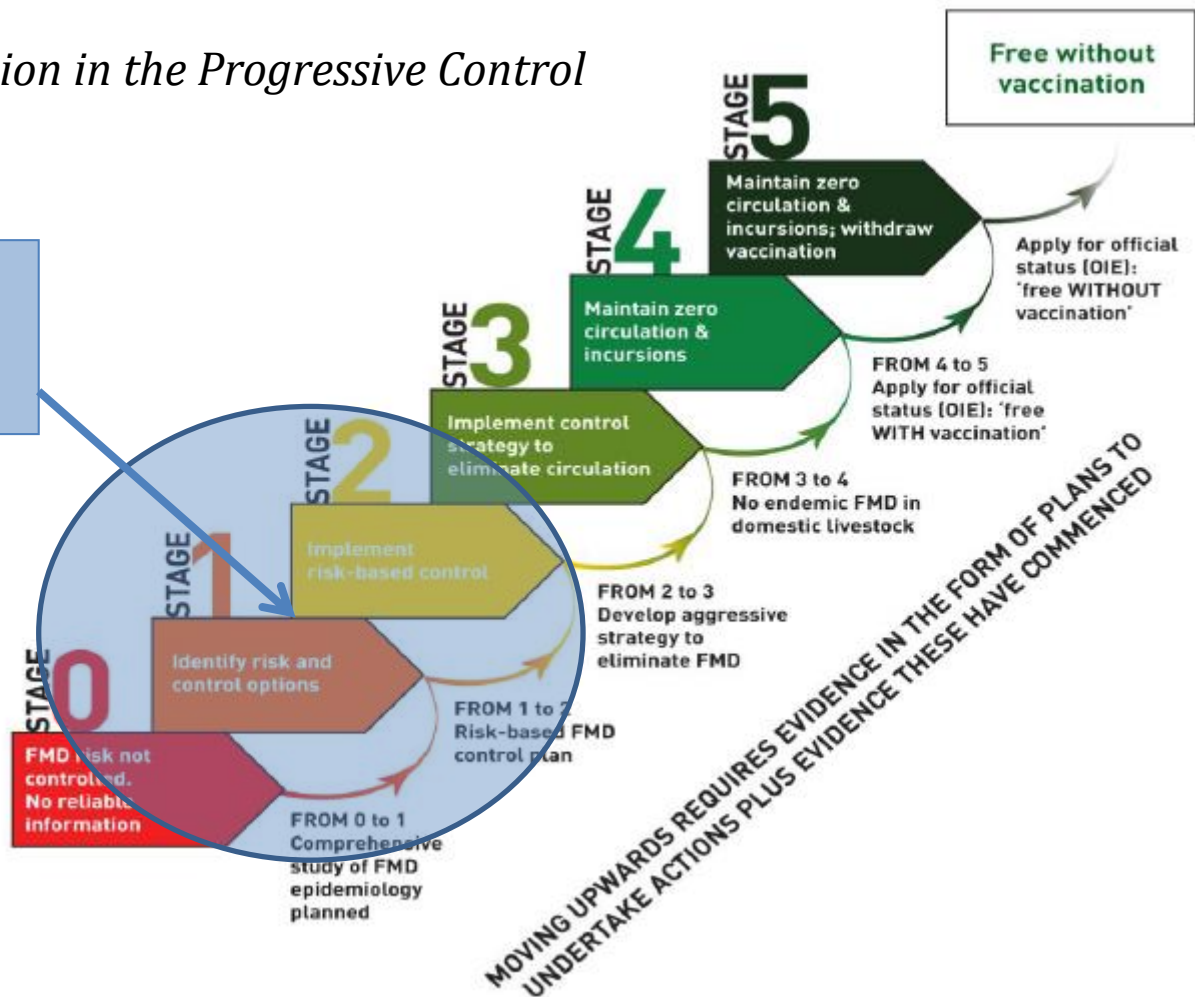 ion in the Progressive Control
Free without
vaccination
STAGE 5
Maintain zero
circulation &
incursions; withdraw
vaccination
Apply for official
status (OIE):
'free WITHOUT
vaccination'
STAGE 4
Maintain zero
circulation &
incursions
FROM 4 to 5
Apply for official
status (OIE): 'free
WITH vaccination'
STAGE 3
Implement control
strategy to
eliminate circulation
FROM 3 to 4
No endemic FMD in
domestic livestock
STAGE 2
Implement
risk-based control
FROM 2 to 3
Develop aggressive
strategy to
eliminate FMD
STAGE 1
Identify risk and
control options
FROM 1 to 2
Risk-based FMD
control plan
STAGE 0
FMD risk not
controlled.
No reliable
information
FROM 0 to 1
Comprehensive
study of FMD
epidemiology
planned
MOVING UPWARDS REQUIRES EVIDENCE IN THE FORM OF PLANS TO
UNDERTAKE ACTIONS PLUS EVIDENCE THESE HAVE COMMENCED